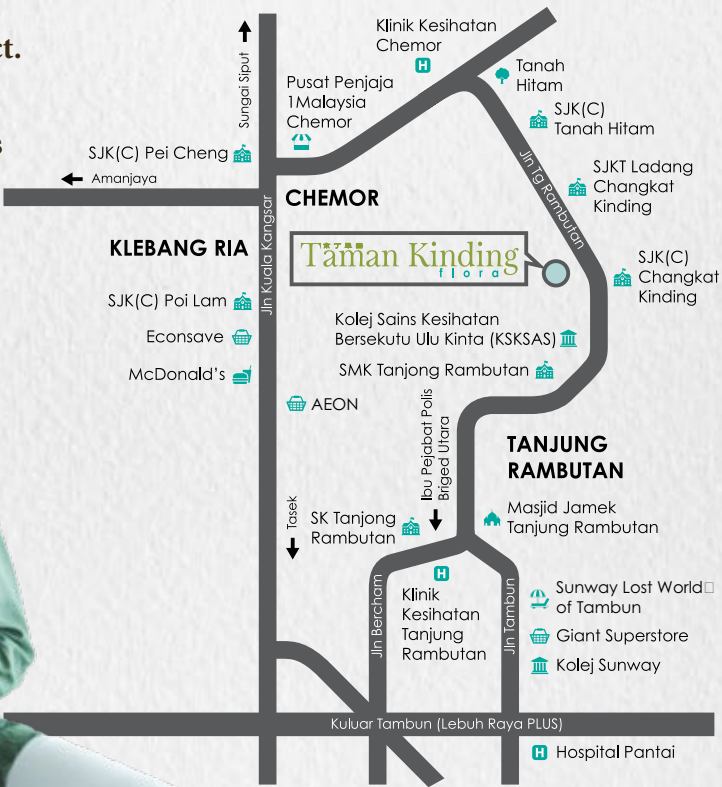 ct.
s
Sungai Siput
Klinik Kesihatan
Chemor
H
Tanah
Hitam
Pusat Penjaja
1Malaysia
Chemor
SJK(C)
Tanah Hitam
SJK(C) Pei Cheng
Amanjaya
Jln Tg Rambutan
SJKT Ladang
Changkat
Kinding
CHEMOR
Jln Kuala Kangsar
KLEBANG RIA
Taman Kinding
flora
SJK(C)
Changkat
Kinding
SJK(C) Poi Lam
Econsave
McDonald's
Kolej Sains Kesihatan
Bersekutu Ulu Kinta (KSKSAS)
SMK Tanjong Rambutan
AEON
Ibu Pejabat Polis
Briged Utara
TANJUNG
RAMBUTAN
Tasek
SK Tanjong
Rambutan
Masjid Jamek
Tanjung Rambutan
H
Klinik
Kesihatan
Tanjung
Rambutan
Jln Bercham
Jln Tambun
Sunway Lost World
of Tambun
Giant Superstore
Kolej Sunway
Kuluar Tambun (Lebuh Raya PLUS)
H Hospital Pantai